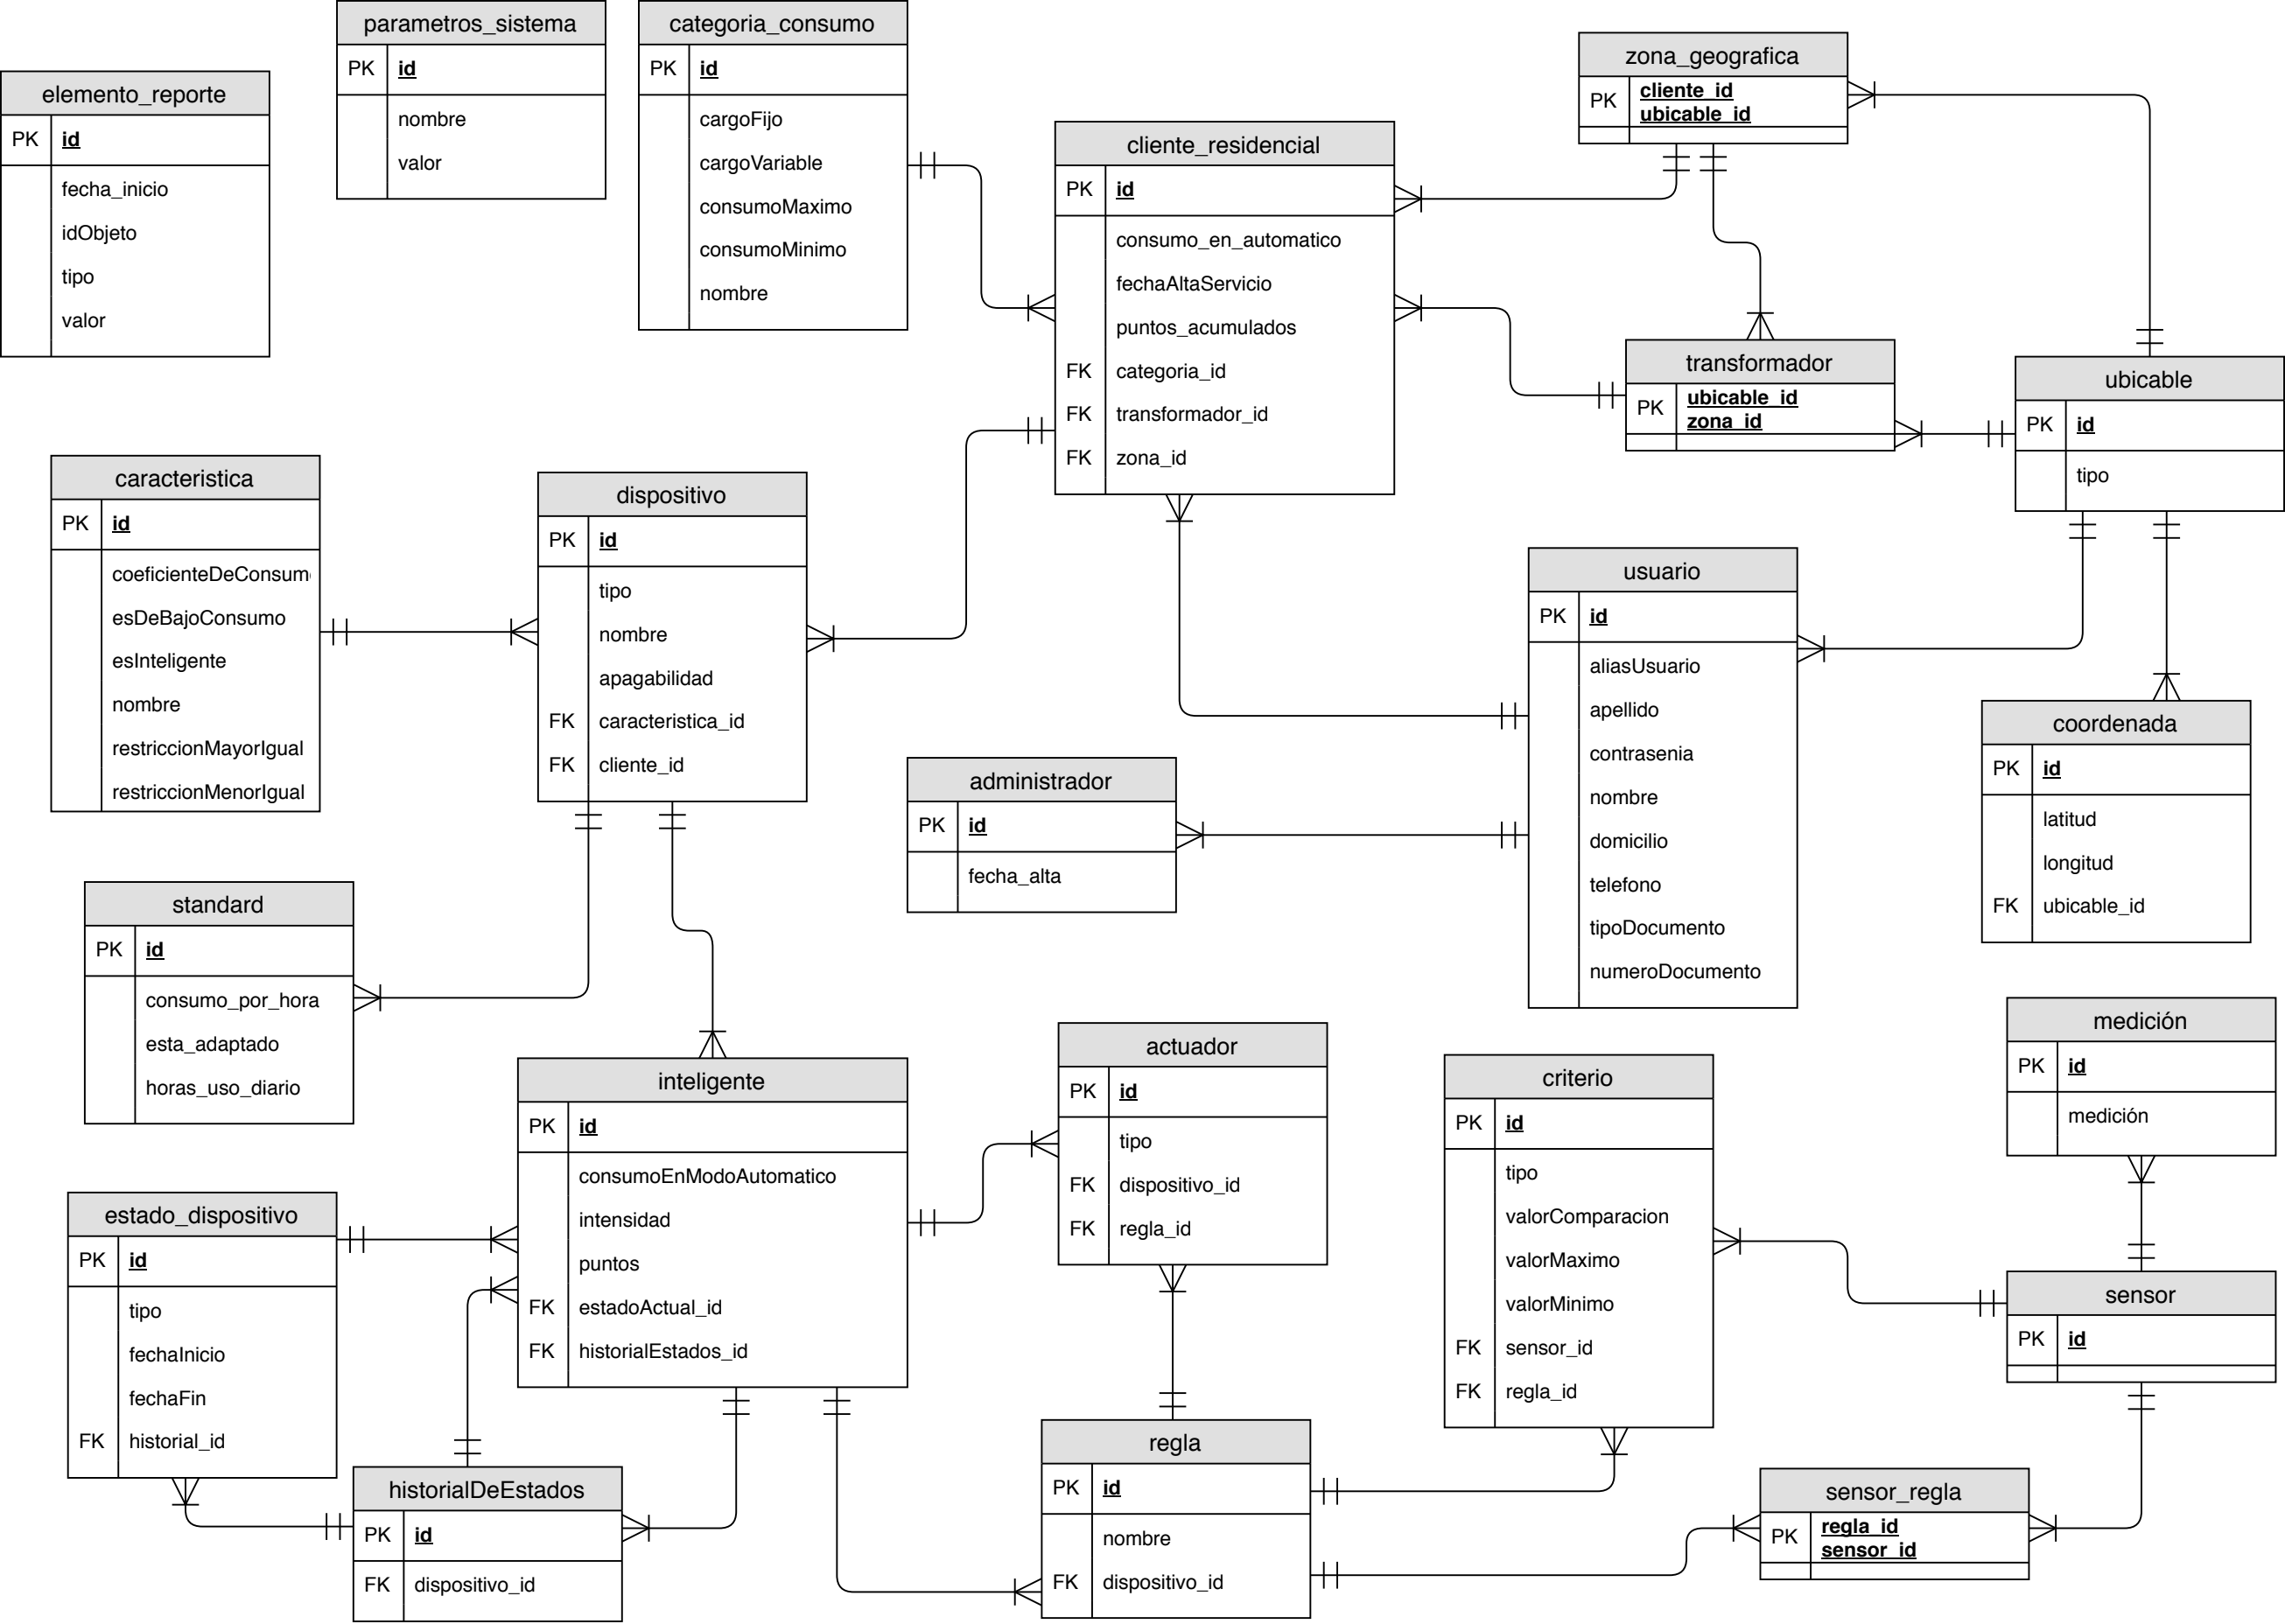 parametros_sistema
PK id
nombre
valor
categoria_consumo
PK id
cargoFijo
cargoVariable
consumoMaximo
consumoMinimo
nombre
zona_geografica
PK cliente_id
ubicable_id
elemento_reporte
PK id
fecha_inicio
idObjeto
tipo
valor
cliente_residencial
PK id
consumo_en_automatico
fechaAltaServicio
puntos_acumulados
FK categoria_id
FK transformador_id
FK zona_id
transformador
PK ubicable_id
zona_id
ubicable
PK id
tipo
caracteristica
PK id
coeficienteDeConsum
esDeBajoConsumo
esInteligente
nombre
restriccionMayorIgual
restriccionMenorIgual
dispositivo
PK id
tipo
nombre
apagabilidad
FK caracteristica_id
FK cliente_id
usuario
PK id
aliasUsuario
apellido
contrasenia
nombre
domicilio
telefono
tipoDocumento
numeroDocumento
coordenada
PK id
latitud
longitud
FK ubicable_id
administrador
PK id
fecha_alta
standard
PK id
consumo_por_hora
esta_adaptado
horas_uso_diario
inteligente
PK id
consumoEnModoAutomatico
intensidad
puntos
FK estadoActual_id
FK historialEstados_id
actuador
PK id
tipo
FK dispositivo_id
FK regla_id
criterio
PK id
tipo
valorComparacion
valorMaximo
valorMinimo
FK sensor_id
FK regla_id
medición
PK id
medición
estado_dispositivo
PK id
tipo
fechaInicio
fechaFin
FK historial_id
sensor
PK id
historialDeEstados
PK id
FK dispositivo_id
regla
PK id
nombre
FK dispositivo_id
sensor_regla
PK regla_id
sensor_id